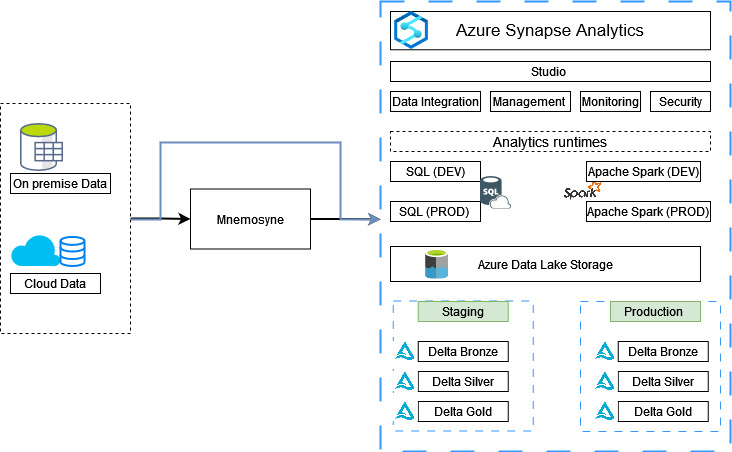 Azure Synapse Analytics
Studio
Data Integration
Management
Monitoring
Security
Analytics runtimes
SQL (DEV)
SQL
Apache Spark (DEV)
Spark
SQL (PROD)
Apache Spark (PROD)
On premise Data
Cloud Data
Mnemosyne
Azure Data Lake Storage
Staging
Delta Bronze
Delta Silver
Delta Gold
Production
Delta Bronze
Delta Silver
Delta Gold